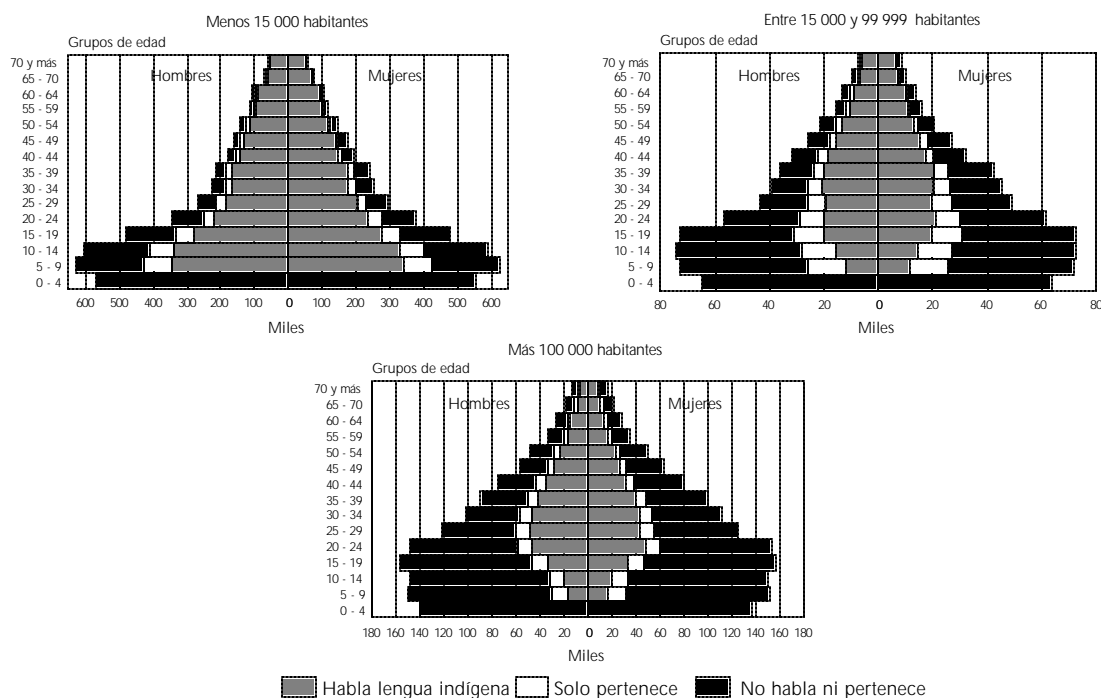 Menos 15 000 habitantes
Grupos de edad
Hombres
Mujeres
70 y más
65 - 70
60 - 64
55 - 59
50 - 54
45 - 49
40 - 44
35 - 39
30 - 34
25 - 29
20 - 24
15 - 19
10 - 14
5 - 9
0 - 4
600 500 400 300 200 100 0 100 200 300 400 500 600
Miles
Entre 15 000 y 99 999 habitantes
Grupos de edad
Hombres
Mujeres
70 y más
65 - 70
60 - 64
55 - 59
50 - 54
45 - 49
40 - 44
35 - 39
30 - 34
25 - 29
20 - 24
15 - 19
10 - 14
5 - 9
0 - 4
80 60 40 20 0 20 40 60 80
Miles
Más 100 000 habitantes
Grupos de edad
Hombres
Mujeres
70 y más
65 - 70
60 - 64
55 - 59
50 - 54
45 - 49
40 - 44
35 - 39
30 - 34
25 - 29
20 - 24
15 - 19
10 - 14
5 - 9
0 - 4
180 160 140 120 100 80 60 40 20 0 20 40 60 80 100 120 140 160 180
Miles
Habla lengua indígena Solo pertenece No habla ni pertenece